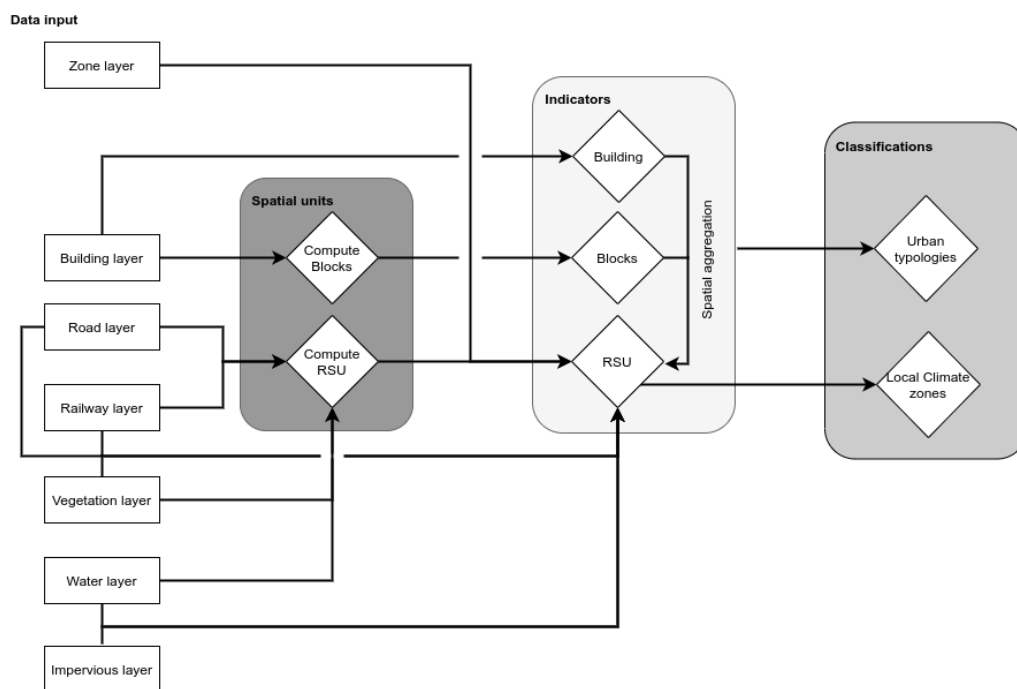 Data input
Zone layer
Indicators
Building
Classifications
Spatial units
Compute
Blocks
Blocks
Spatial aggregation
Urban
typologies
Building layer
Road layer
Compute
RSU
RSU
Local Climate
zones
Railway layer
Vegetation layer
Water layer
Impervious layer